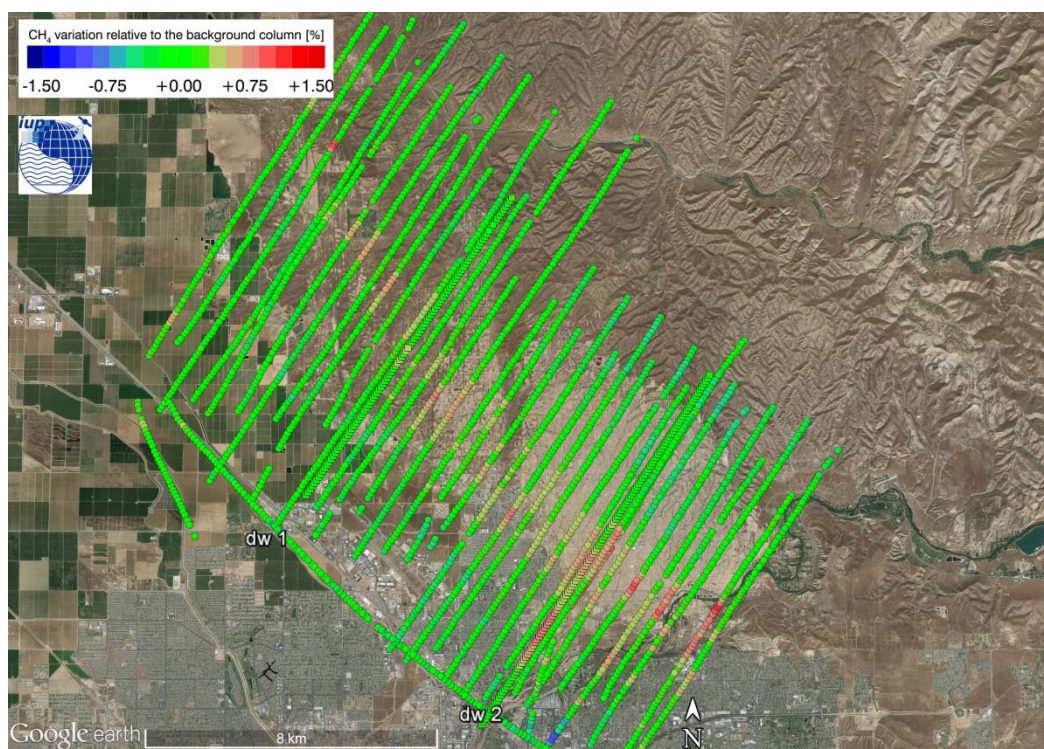 CH₄ variation relative to the background column [%]
-1.50 -0.75 +0.00 +0.75 +1.50
iup
dw 1
dw 2
Google earth
8 km
N